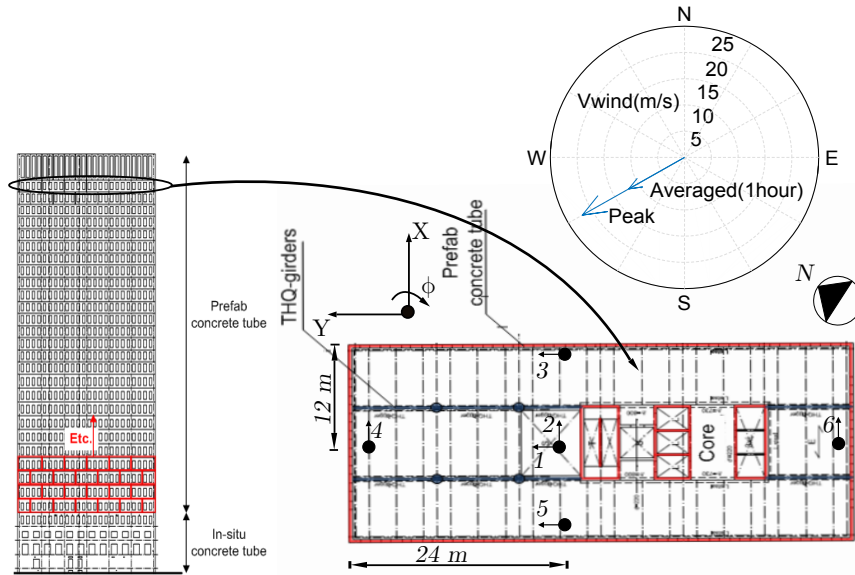 N
25
20
15
10
5
Vwind(m/s)
W
E
Averaged(1hour)
Peak
S
N
X
ϕ
Y
THQ-girders
Prefab
concrete tube
Prefab
concrete tube
Etc.
In-situ
concrete tube
12 m
3
4
2
1
Core
6
5
24 m